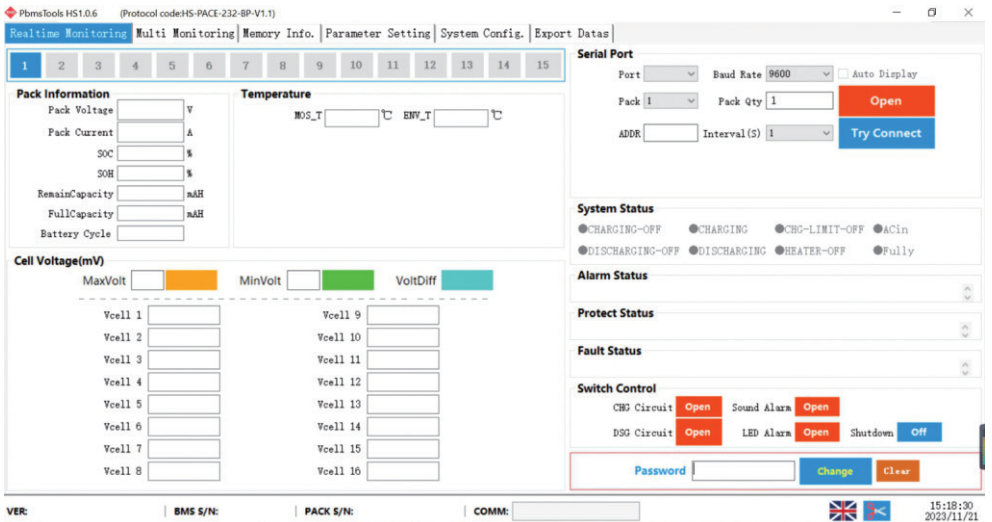 PbmsTools HS1.0.6 (Protocol code:HS-PACE-232-BP-V1.1)
Realtime Monitoring Multi Monitoring Memory Info. Parameter Setting System Config. Export Datas
1 2 3 4 5 6 7 8 9 10 11 12 13 14 15
Pack Information
Pack Voltage V
Pack Current A
SOC %
SOH %
RemainCapacity mAH
FullCapacity mAH
Battery Cycle
Temperature
MOS_T ℃ ENV_T ℃
Cell Voltage(mV)
MaxVolt MinVolt VoltDiff
Vcell 1 Vcell 9
Vcell 2 Vcell 10
Vcell 3 Vcell 11
Vcell 4 Vcell 12
Vcell 5 Vcell 13
Vcell 6 Vcell 14
Vcell 7 Vcell 15
Vcell 8 Vcell 16
Serial Port
Port Baud Rate 9600 Auto Display
Pack 1 Pack Qty 1 Open
ADDR Interval(S) 1 Try Connect
System Status
CHARGING-OFF CHARGING CHG-LIMIT-OFF ACin
DISCHARGING-OFF DISCHARGING HEATER-OFF Fully
Alarm Status
Protect Status
Fault Status
Switch Control
CHG Circuit Open Sound Alarm Open
DSG Circuit Open LED Alarm Open Shutdown Off
Password Change Clear
VER: BMS S/N: PACK S/N: COMM: 15:18:30
2023/11/21